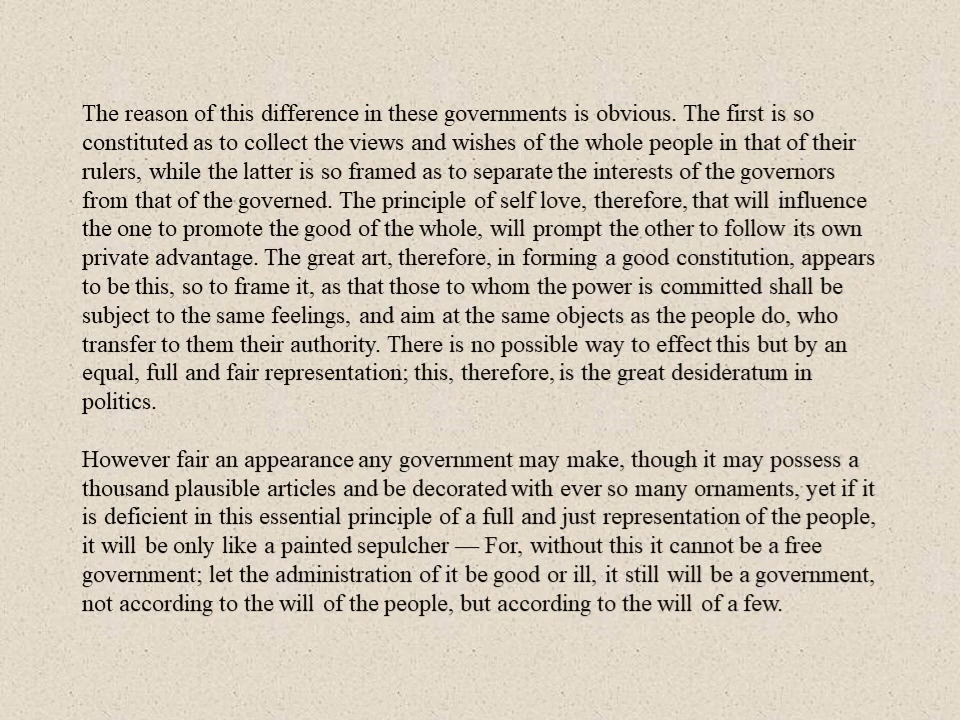 The reason of this difference in these governments is obvious. The first is so
constituted as to collect the views and wishes of the whole people in that of their
rulers, while the latter is so framed as to separate the interests of the governors
from that of the governed. The principle of self love, therefore, that will influence
the one to promote the good of the whole, will prompt the other to follow its own
private advantage. The great art, therefore, in forming a good constitution, appears
to be this, so to frame it, as that those to whom the power is committed shall be
subject to the same feelings, and aim at the same objects as the people do, who
transfer to them their authority. There is no possible way to effect this but by an
equal, full and fair representation; this, therefore, is the great desideratum in
politics.

However fair an appearance any government may make, though it may possess a
thousand plausible articles and be decorated with ever so many ornaments, yet if it
is deficient in this essential principle of a full and just representation of the people,
it will be only like a painted sepulcher — For, without this it cannot be a free
government; let the administration of it be good or ill, it still will be a government,
not according to the will of the people, but according to the will of a few.